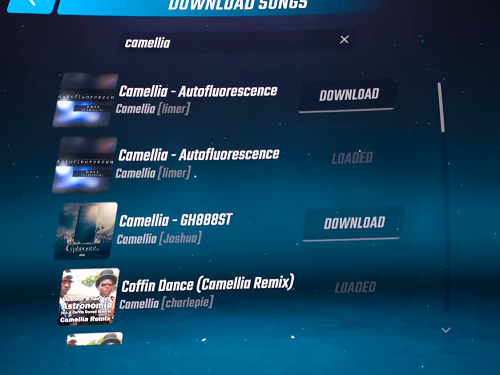 DOWNLOAD SONGS
camellia
Camellia - Autofluorescence
Camellia [limer]
DOWNLOAD
Camellia - Autofluorescence
Camellia [limer]
LOADED
Camellia - GH888ST
Camellia [Joshua]
DOWNLOAD
Coffin Dance (Camellia Remix)
Camellia [charlepie]
LOADED
Astronomia
Camellia Remix